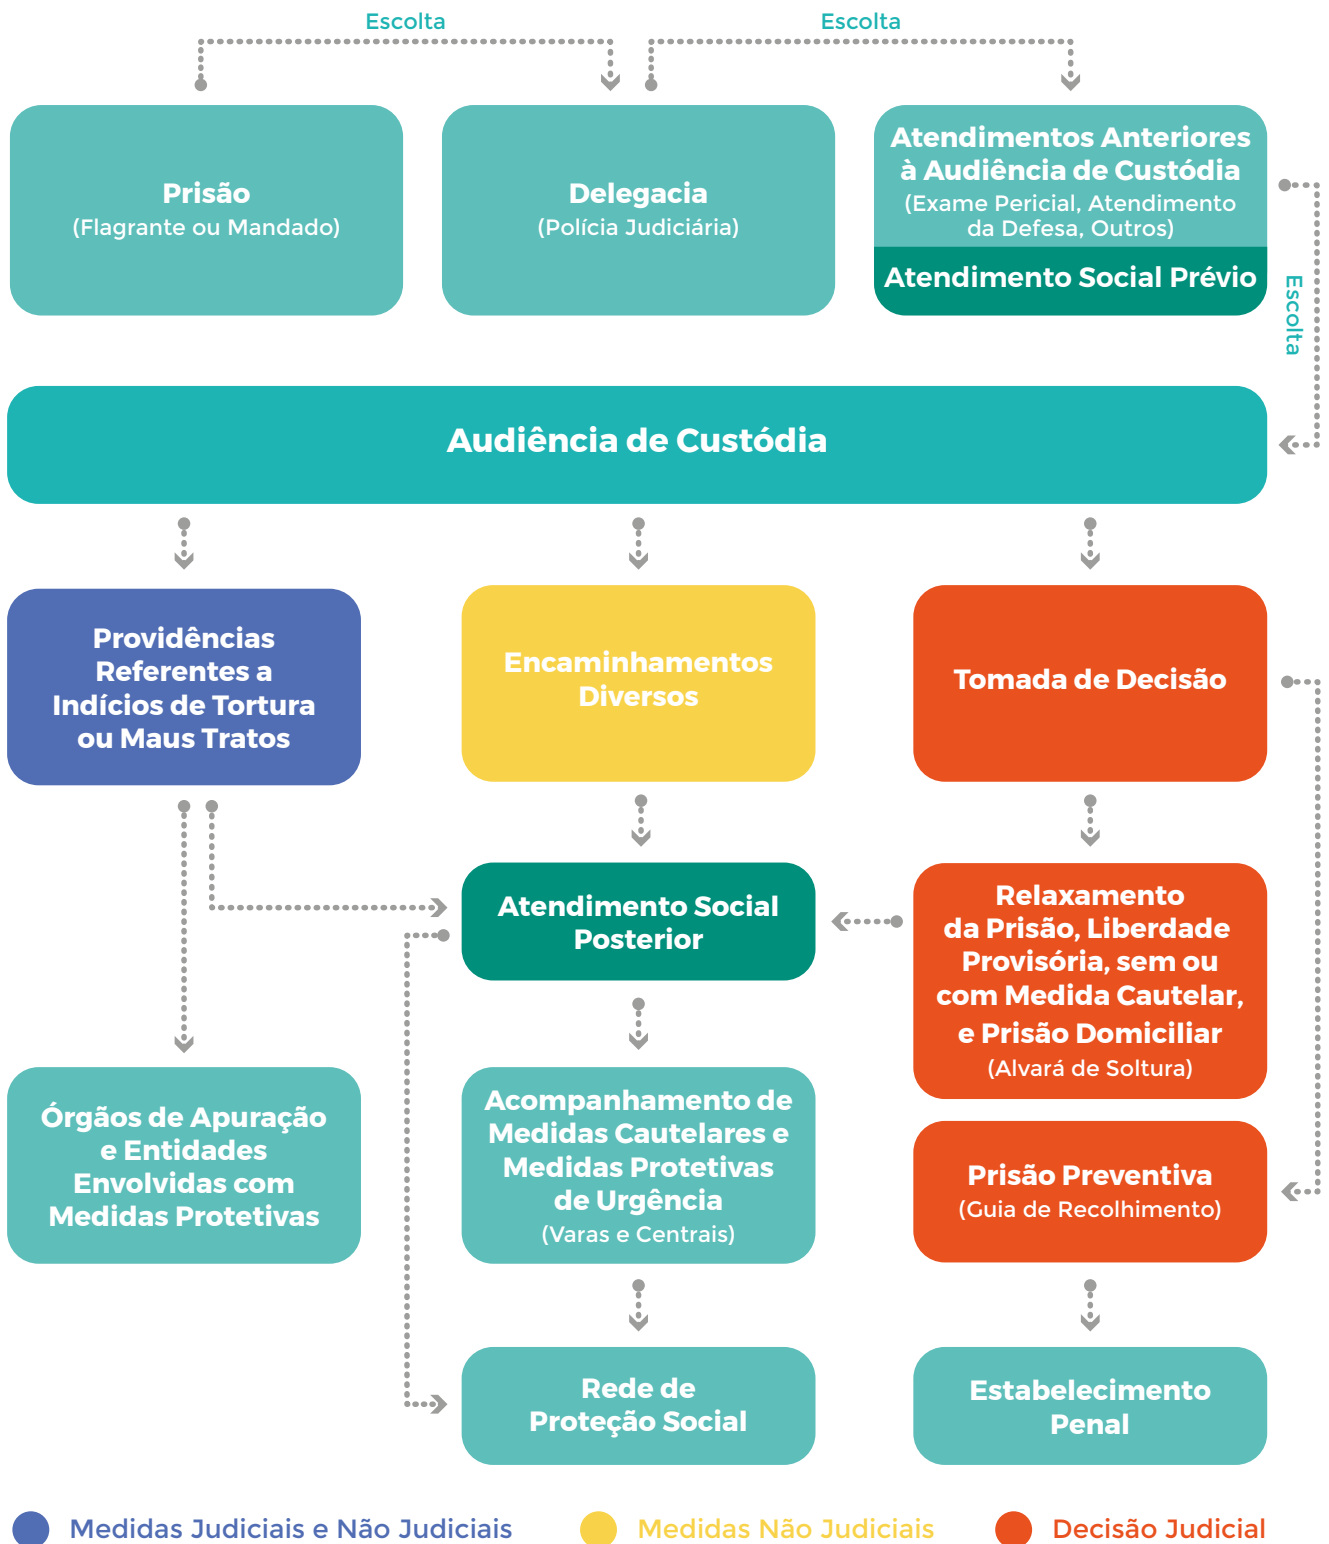 Escolta
Escolta
Prisão
(Flagrante ou Mandado)
Delegacia
(Polícia Judiciária)
Atendimentos Anteriores
à Audiência de Custódia
(Exame Pericial, Atendimento
da Defesa, Outros)
Atendimento Social Prévio
Escolta
Audiência de Custódia
Providências
Referentes a
Indícios de Tortura
ou Maus Tratos
Encaminhamentos
Diversos
Tomada de Decisão
Atendimento Social
Posterior
Relaxamento
da Prisão, Liberdade
Provisória, sem ou
com Medida Cautelar,
e Prisão Domiciliar
(Alvará de Soltura)
Órgãos de Apuração
e Entidades
Envolvidas com
Medidas Protetivas
Acompanhamento de
Medidas Cautelares e
Medidas Protetivas
de Urgência
(Varas e Centrais)
Prisão Preventiva
(Guia de Recolhimento)
Rede de
Proteção Social
Estabelecimento
Penal
Medidas Judiciais e Não Judiciais
Medidas Não Judiciais
Decisão Judicial